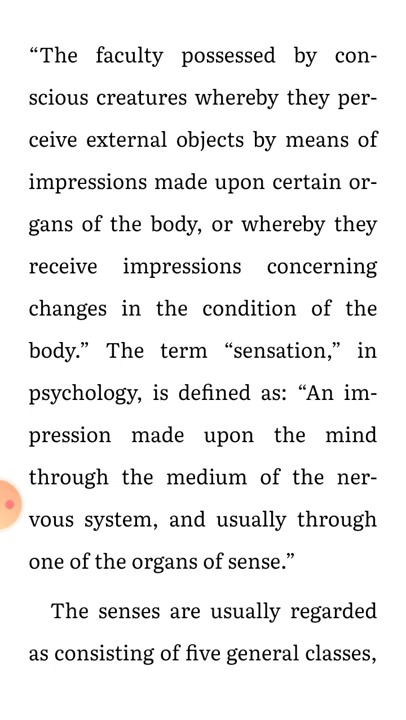 “The faculty possessed by con-
scious creatures whereby they per-
ceive external objects by means of
impressions made upon certain or-
gans of the body, or whereby they
receive impressions concerning
changes in the condition of the
body.” The term “sensation,” in
psychology, is defined as: “An im-
pression made upon the mind
through the medium of the ner-
vous system, and usually through
one of the organs of sense.”
The senses are usually regarded
as consisting of five general classes,